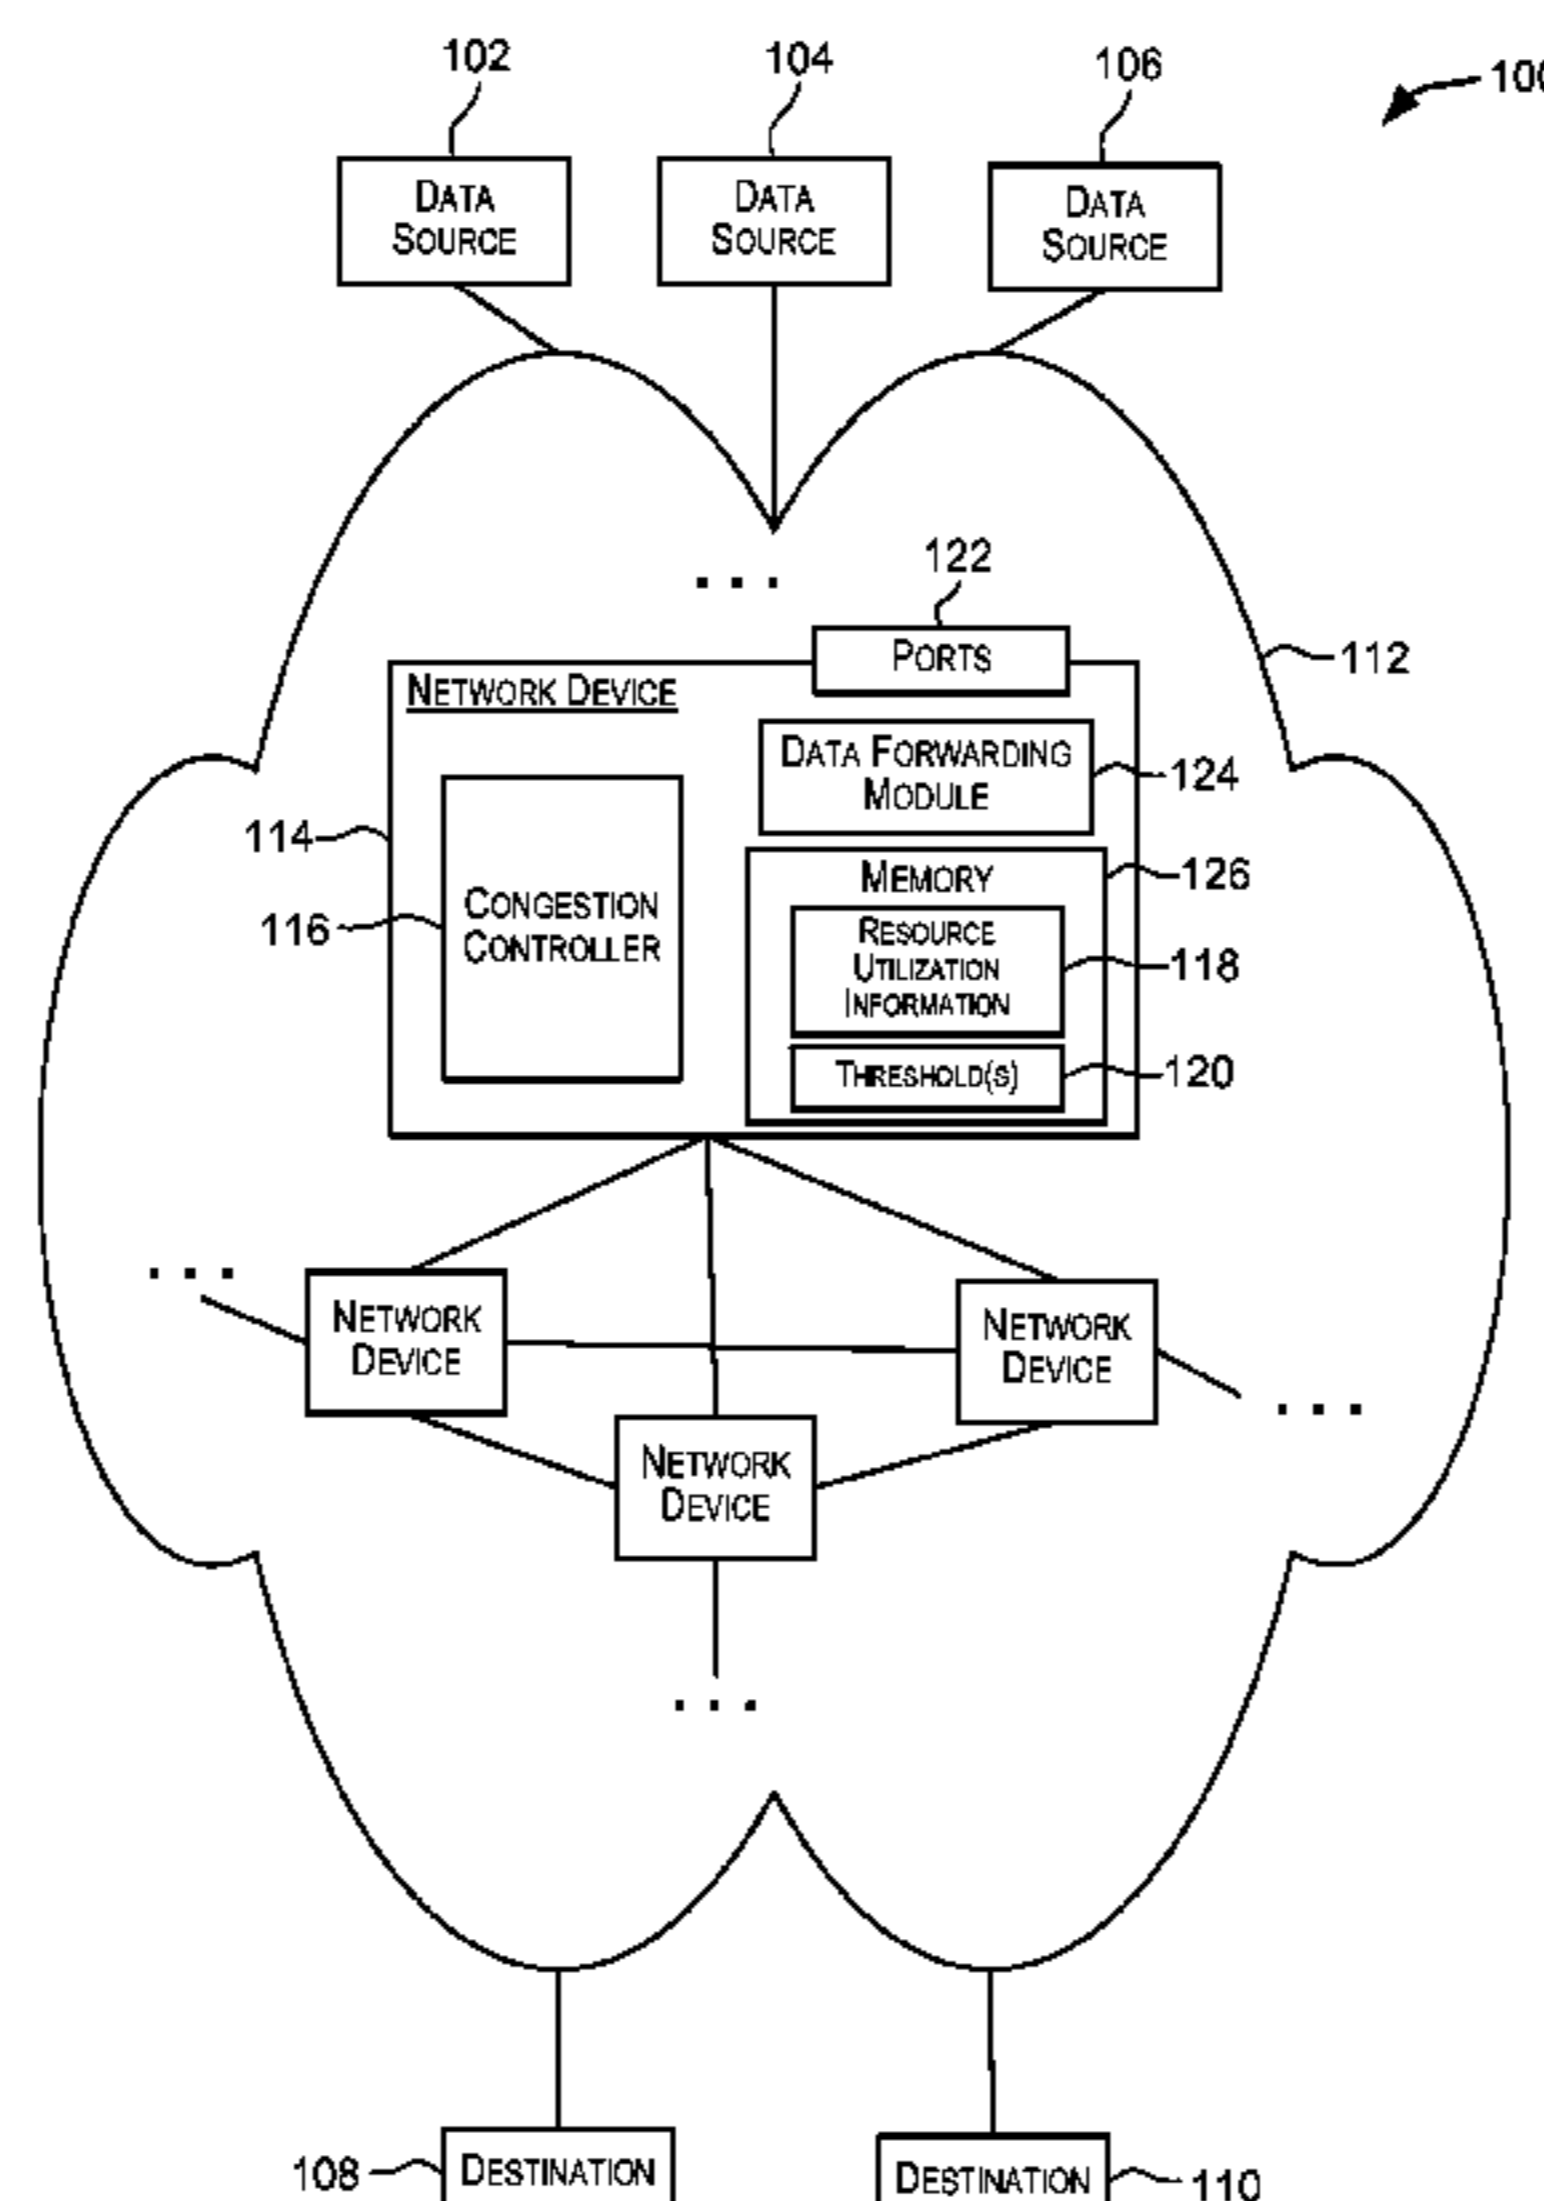 102
104
106
100
DATA
SOURCE
DATA
SOURCE
DATA
SOURCE
. . .
122
PORTS
112
NETWORK DEVICE
DATA FORWARDING
MODULE
124
114
MEMORY
126
116
CONGESTION
CONTROLLER
RESOURCE
UTILIZATION
INFORMATION
118
THRESHOLD(S)
120
. . .
NETWORK
DEVICE
NETWORK
DEVICE
. . .
NETWORK
DEVICE
. . .
108
DESTINATION
DESTINATION
110